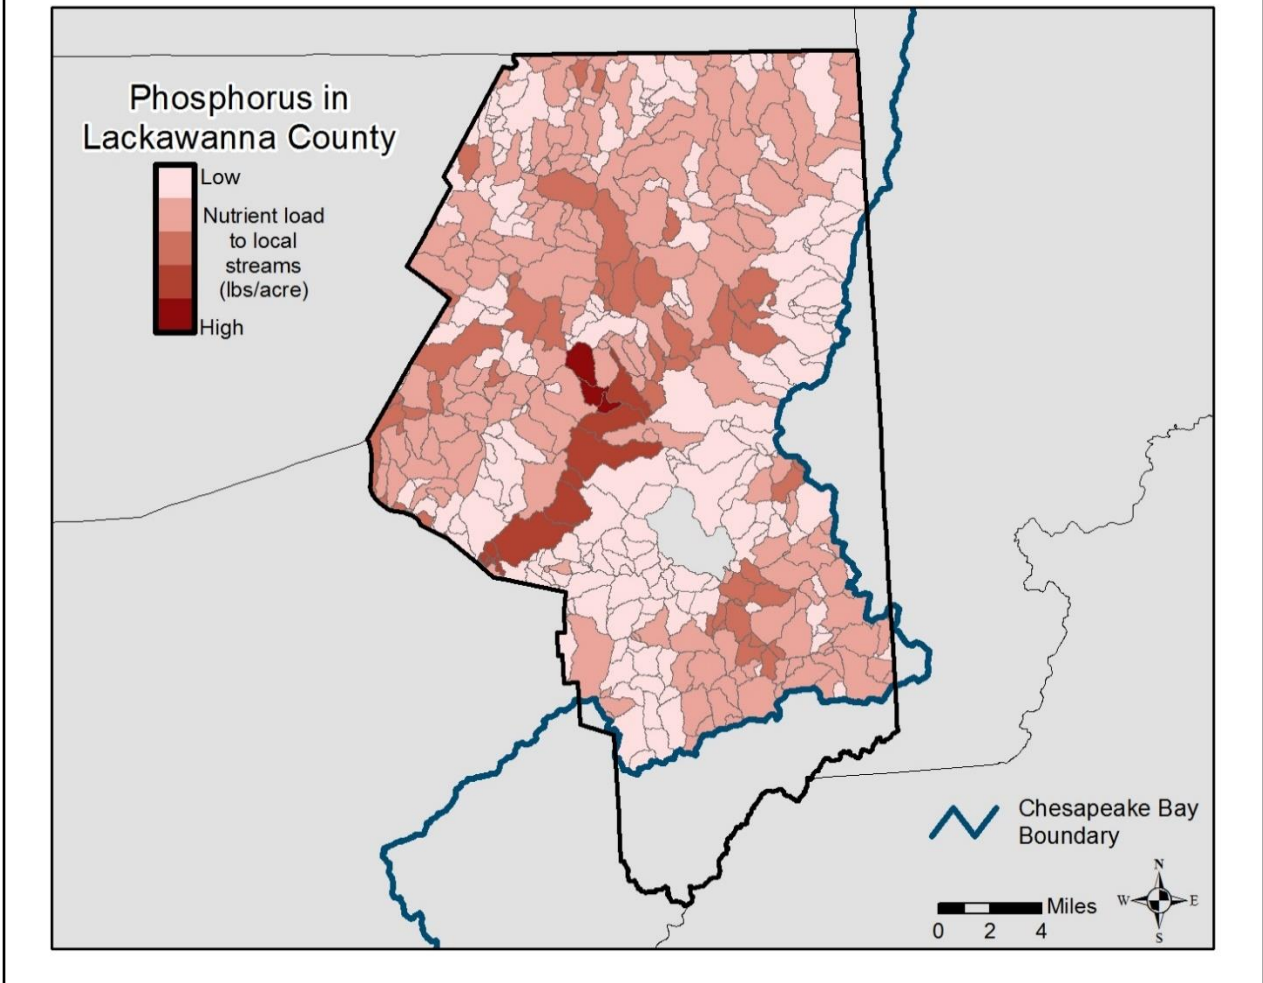 Phosphorus in
Lackawanna County
Low
Nutrient load
to local
streams
(lbs/acre)
High
Chesapeake Bay
Boundary
N
W E
S
Miles
0 2 4